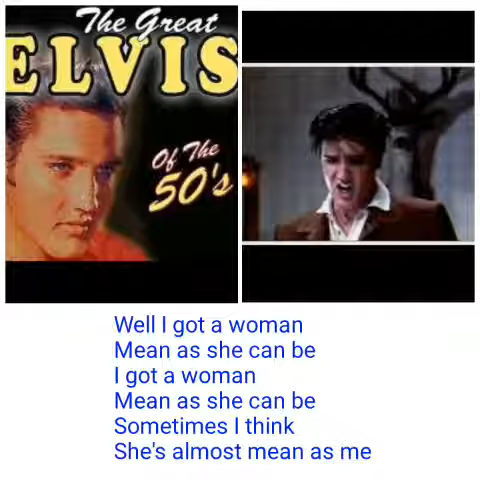 The Great
ELVIS
Of The
50's
Well I got a woman
Mean as she can be
I got a woman
Mean as she can be
Sometimes I think
She's almost mean as me